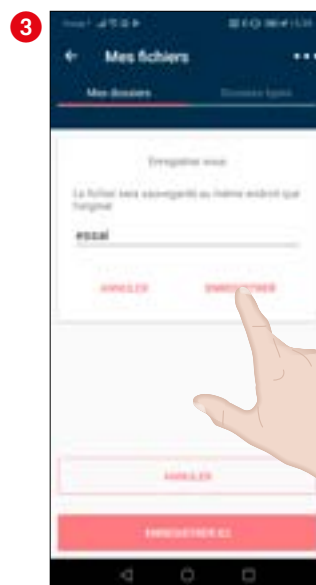 3
Mes fichiers
Mes dossiers
Enregistrer sous
Le fichier sera sauvegardé au même endroit que
l'original
essai
ANNULER ENREGISTRER
ANNULER
ENREGISTRER ICI